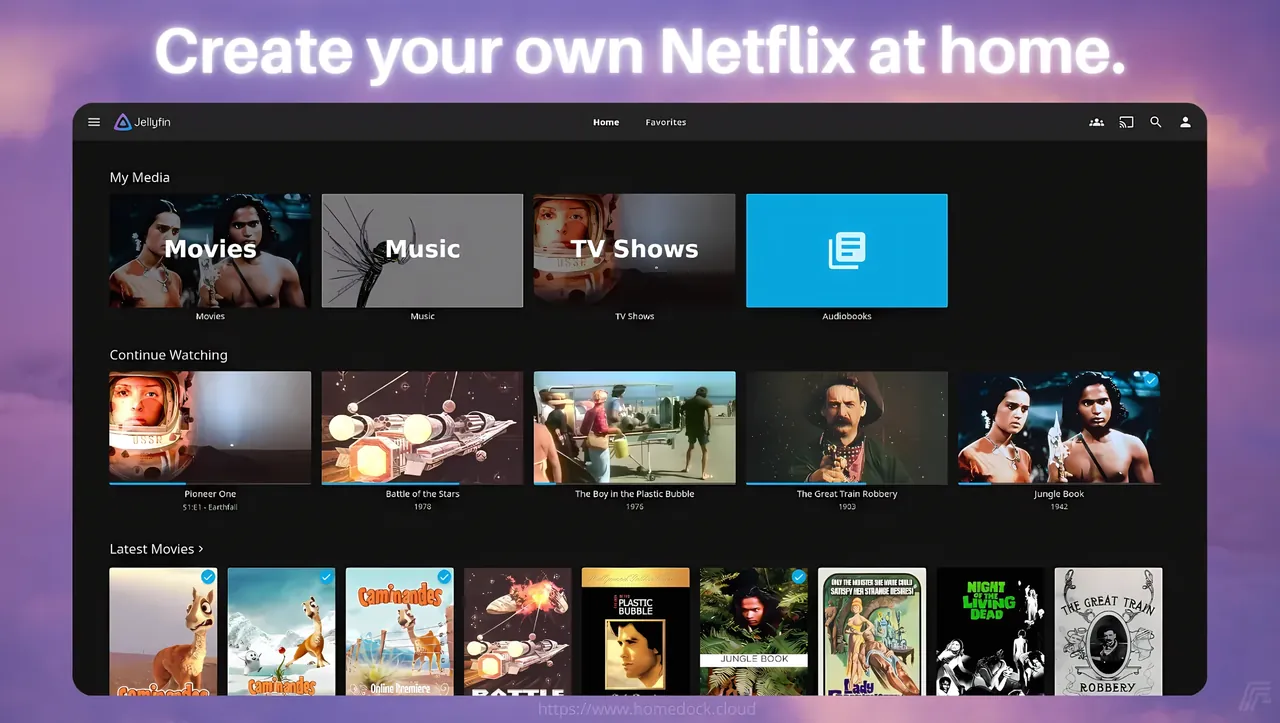 Create your own Netflix at home.
Jellyfin
Home Favorites
My Media
Movies Music TV Shows
Movies Music TV Shows Audiobooks
Continue Watching
USSR
Pioneer One Battle of the Stars The Boy in the Plastic Bubble The Great Train Robbery Jungle Book
S1:E1 - Earthfall 1978 1976 1903 1942
Latest Movies >
ONLY THE MONSTER SHE MADE COULD
SATISFY HER STRANGE DESIRES!
Caminandes
NIGHT
OF THE
LIVING
DEAD
THE GREAT TRAIN
PLASTIC
BUBBLE
JUNGLE BOOK
Caminandes
Caminandes
Online Premiere
BATTLE
Lady
ROBBERY
https://www.homedock.cloud